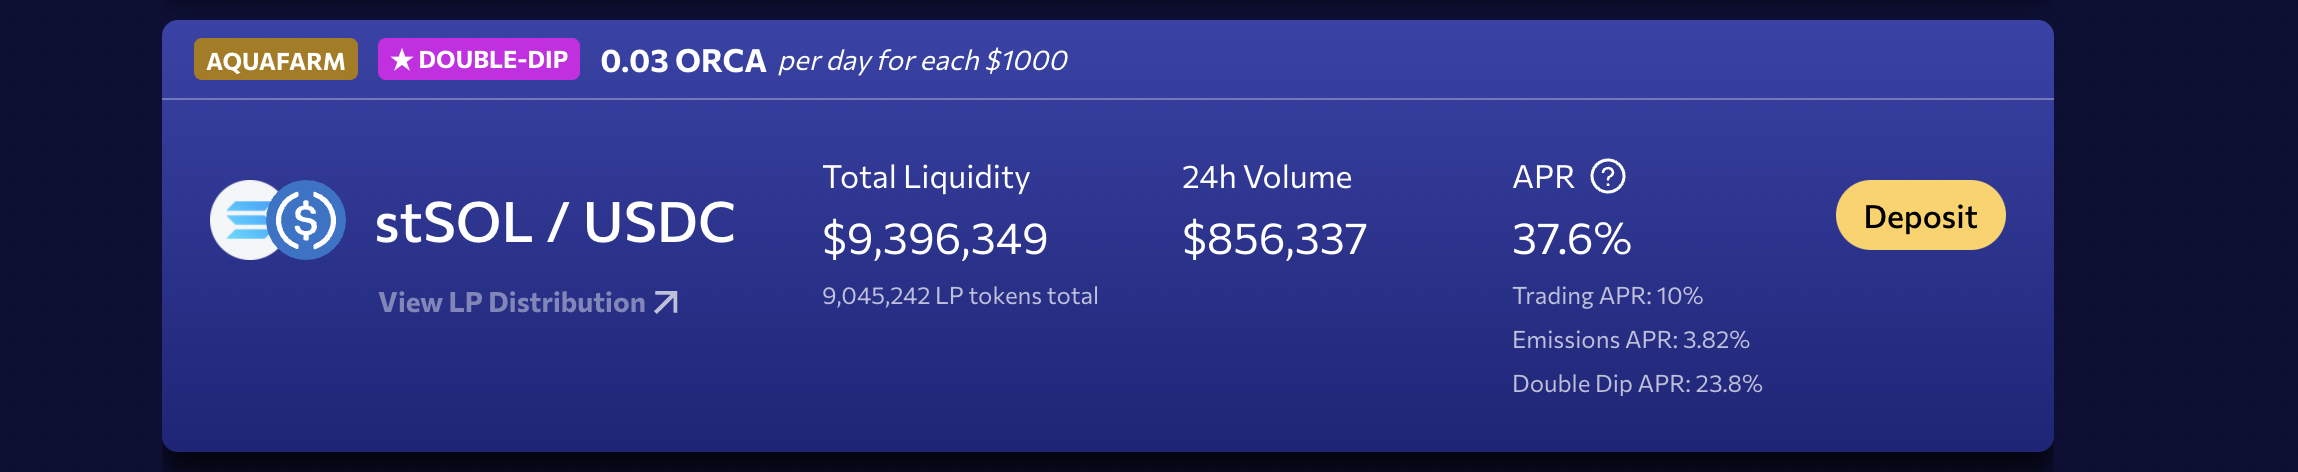 AQUAFARM ★ DOUBLE-DIP 0.03 ORCA per day for each $1000
stSOL / USDC
View LP Distribution
Total Liquidity
$9,396,349
9,045,242 LP tokens total
24h Volume
$856,337
APR ?
37.6%
Trading APR: 10%
Emissions APR: 3.82%
Double Dip APR: 23.8%
Deposit